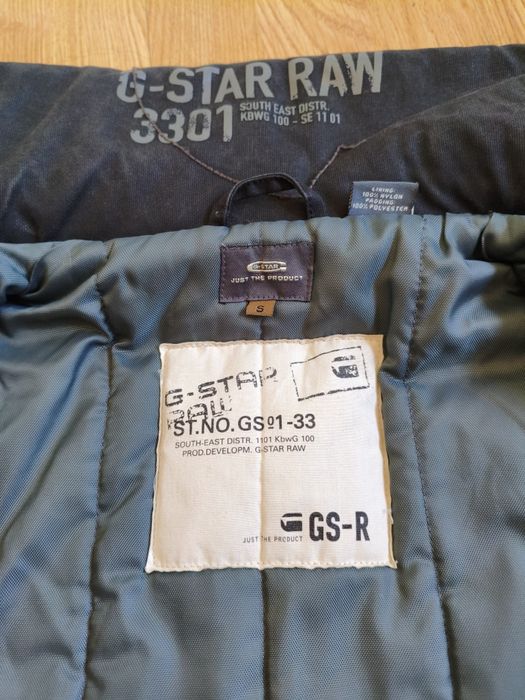 G-STAR RAW
3301 SOUTH EAST DISTR.
KBWG 100 - SE 11 01
LINING:
100% NYLON
PADDING:
100% POLYESTER
G-STAR
JUST THE PRODUCT
S
G-STAR
RAW
ST.NO.GS01-33
SOUTH-EAST DISTR. 1101 KbwG 100
PROD.DEVELOPM. G-STAR RAW
JUST THE PRODUCT G GS-R